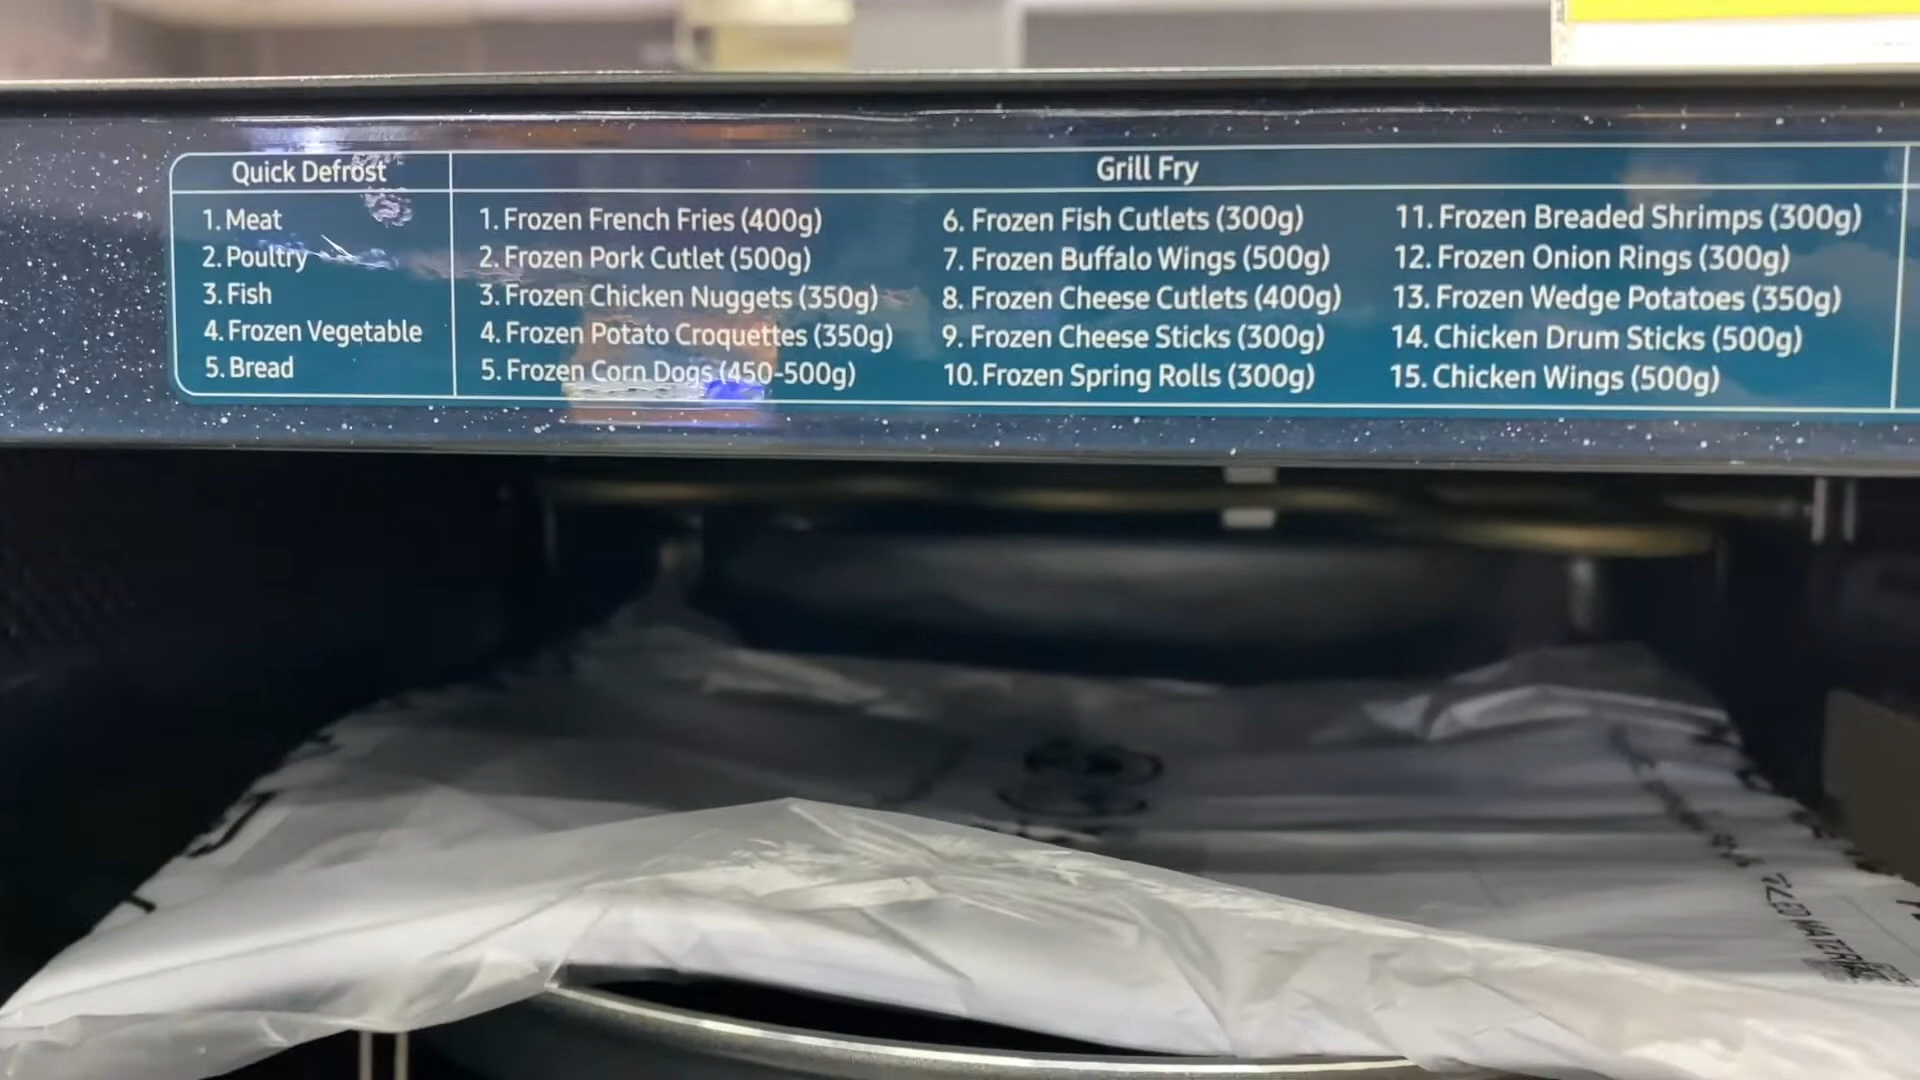 Quick Defrost
1. Meat
2. Poultry
3. Fish
4. Frozen Vegetable
5. Bread
Grill Fry
1. Frozen French Fries (400g)
2. Frozen Pork Cutlet (500g)
3. Frozen Chicken Nuggets (350g)
4. Frozen Potato Croquettes (350g)
5. Frozen Corn Dogs (450-500g)
6. Frozen Fish Cutlets (300g)
7. Frozen Buffalo Wings (500g)
8. Frozen Cheese Cutlets (400g)
9. Frozen Cheese Sticks (300g)
10. Frozen Spring Rolls (300g)
11. Frozen Breaded Shrimps (300g)
12. Frozen Onion Rings (300g)
13. Frozen Wedge Potatoes (350g)
14. Chicken Drum Sticks (500g)
15. Chicken Wings (500g)